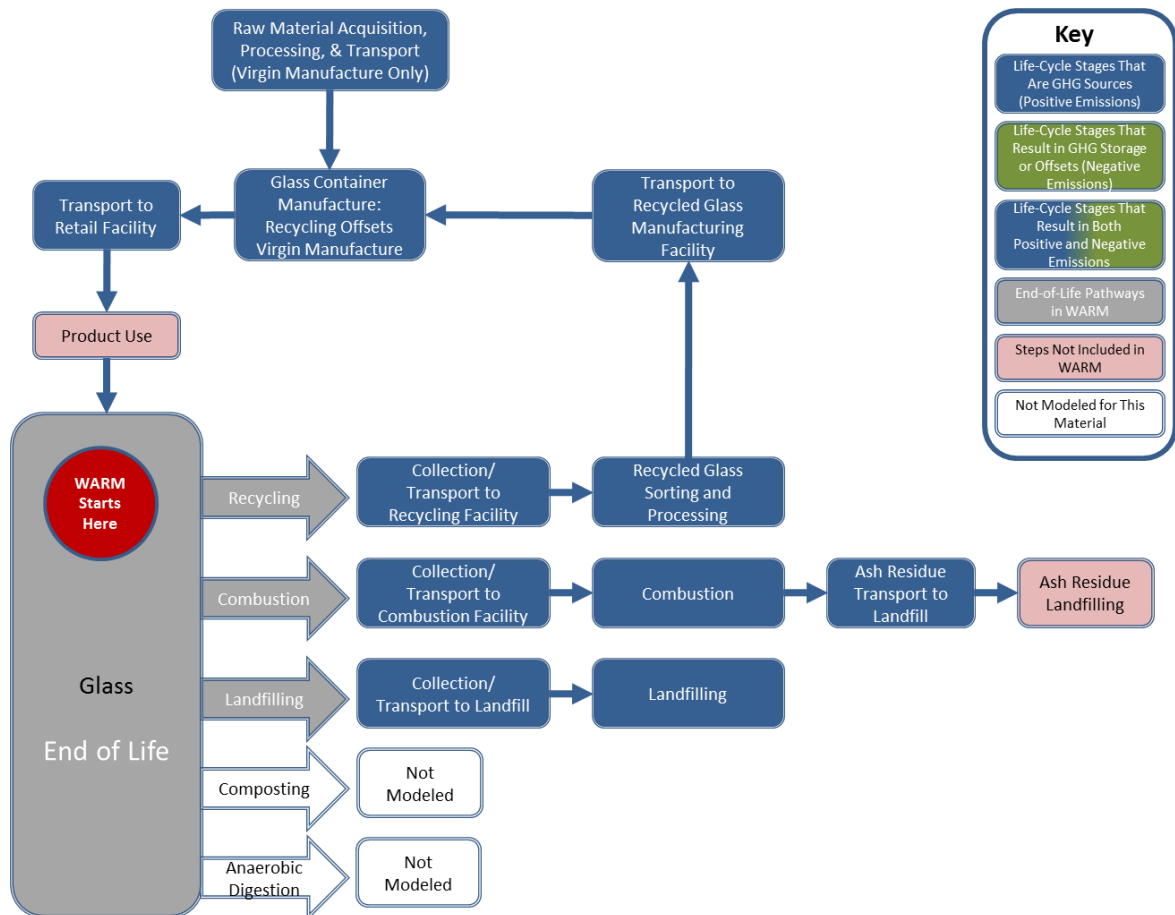 Raw Material Acquisition,
Processing, & Transport
(Virgin Manufacture Only)
Transport to
Retail Facility
Glass Container
Manufacture:
Recycling Offsets
Virgin Manufacture
Transport to
Recycled Glass
Manufacturing
Facility
Product Use
WARM
Starts
Here
Glass
End of Life
Recycling
Collection/
Transport to
Recycling Facility
Recycled Glass
Sorting and
Processing
Combustion
Collection/
Transport to
Combustion Facility
Combustion
Ash Residue
Transport to
Landfill
Ash Residue
Landfilling
Landfilling
Collection/
Transport to Landfill
Landfilling
Composting
Not
Modeled
Anaerobic
Digestion
Not
Modeled
Key
Life-Cycle Stages That
Are GHG Sources
(Positive Emissions)
Life-Cycle Stages That
Result in GHG Storage
or Offsets (Negative
Emissions)
Life-Cycle Stages That
Result in Both
Positive and Negative
Emissions
End-of-Life Pathways
in WARM
Steps Not Included in
WARM
Not Modeled for This
Material